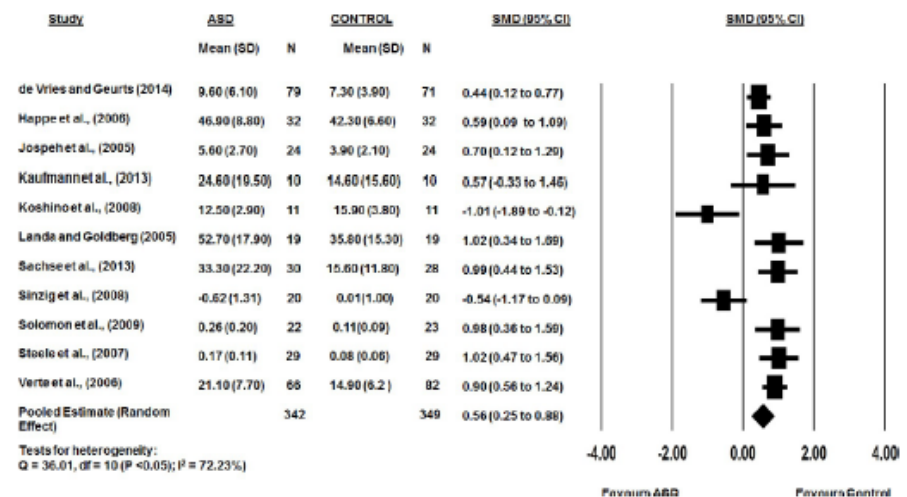 Study ASD CONTROL SMD (95% CI) SMD (95% CI)
Mean (SD) N Mean (SD) N
de Vries and Geurts (2014) 9.60 (6.10) 79 7.30 (3.90) 71 0.44 (0.12 to 0.77)
Happe et al., (2006) 46.90 (8.80) 32 42.30 (6.60) 32 0.59 (0.09 to 1.09)
Jospeh et al., (2005) 5.60 (2.70) 24 3.90 (2.10) 24 0.70 (0.12 to 1.29)
Kaufmann et al., (2013) 24.60 (19.50) 10 14.60 (15.60) 10 0.57 (-0.33 to 1.46)
Koshino et al., (2008) 12.50 (2.90) 11 15.90 (3.80) 11 -1.01 (-1.89 to -0.12)
Landa and Goldberg (2005) 52.70 (17.90) 19 35.80 (15.30) 19 1.02 (0.34 to 1.69)
Sachse et al., (2013) 33.30 (22.20) 30 15.60 (11.80) 28 0.99 (0.44 to 1.53)
Sinzig et al., (2008) -0.62 (1.31) 20 0.01 (1.00) 20 -0.54 (-1.17 to 0.09)
Solomon et al., (2009) 0.26 (0.20) 22 0.11 (0.09) 23 0.98 (0.36 to 1.59)
Steele et al., (2007) 0.17 (0.11) 29 0.08 (0.06) 29 1.02 (0.47 to 1.56)
Verte et al., (2006) 21.10 (7.70) 66 14.90 (6.2) 82 0.90 (0.56 to 1.24)
Pooled Estimate (Random 342 349 0.56 (0.25 to 0.88)
Effect)
Tests for heterogeneity:
Q = 36.01, df = 10 (P <0.05); I² = 72.23%)
-4.00 -2.00 0.00 2.00 4.00
Favours ASD Favours Control